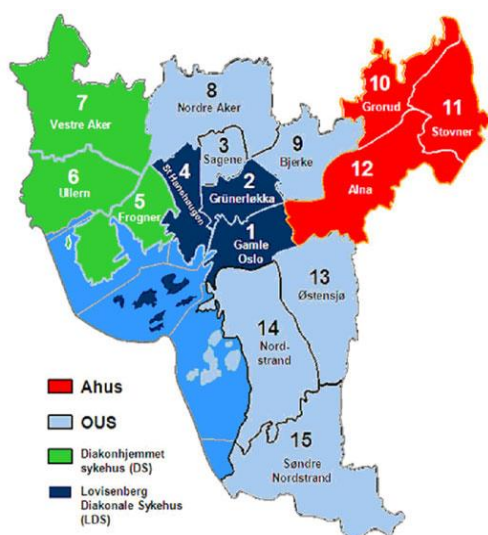 7
Vestre Aker
8
Nordre Aker
10
Grorud
11
Stovner
6
Ullern
5
Frogner
4
St Hanshaugen
3
Sagene
9
Bjerke
2
Grünerløkka
12
Alna
1
Gamle
Oslo
13
Østensjø
14
Nord-
strand
15
Søndre
Nordstrand
Ahus
OUS
Diakonhjemmet
sykehus (DS)
Lovisenberg
Diakonale Sykehus
(LDS)